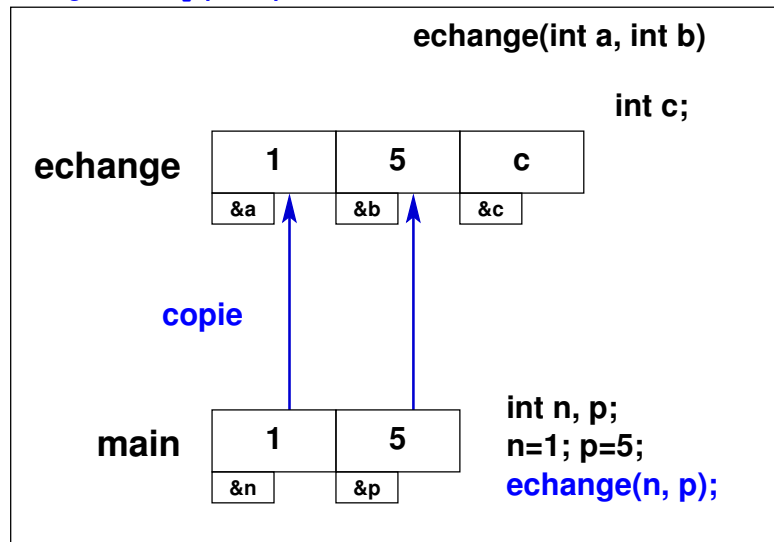 echange(int a, int b)
int c;
echange
1 5 c
&a &b &c
copie
main
1 5
&n &p
int n, p;
n=1; p=5;
echange(n, p);